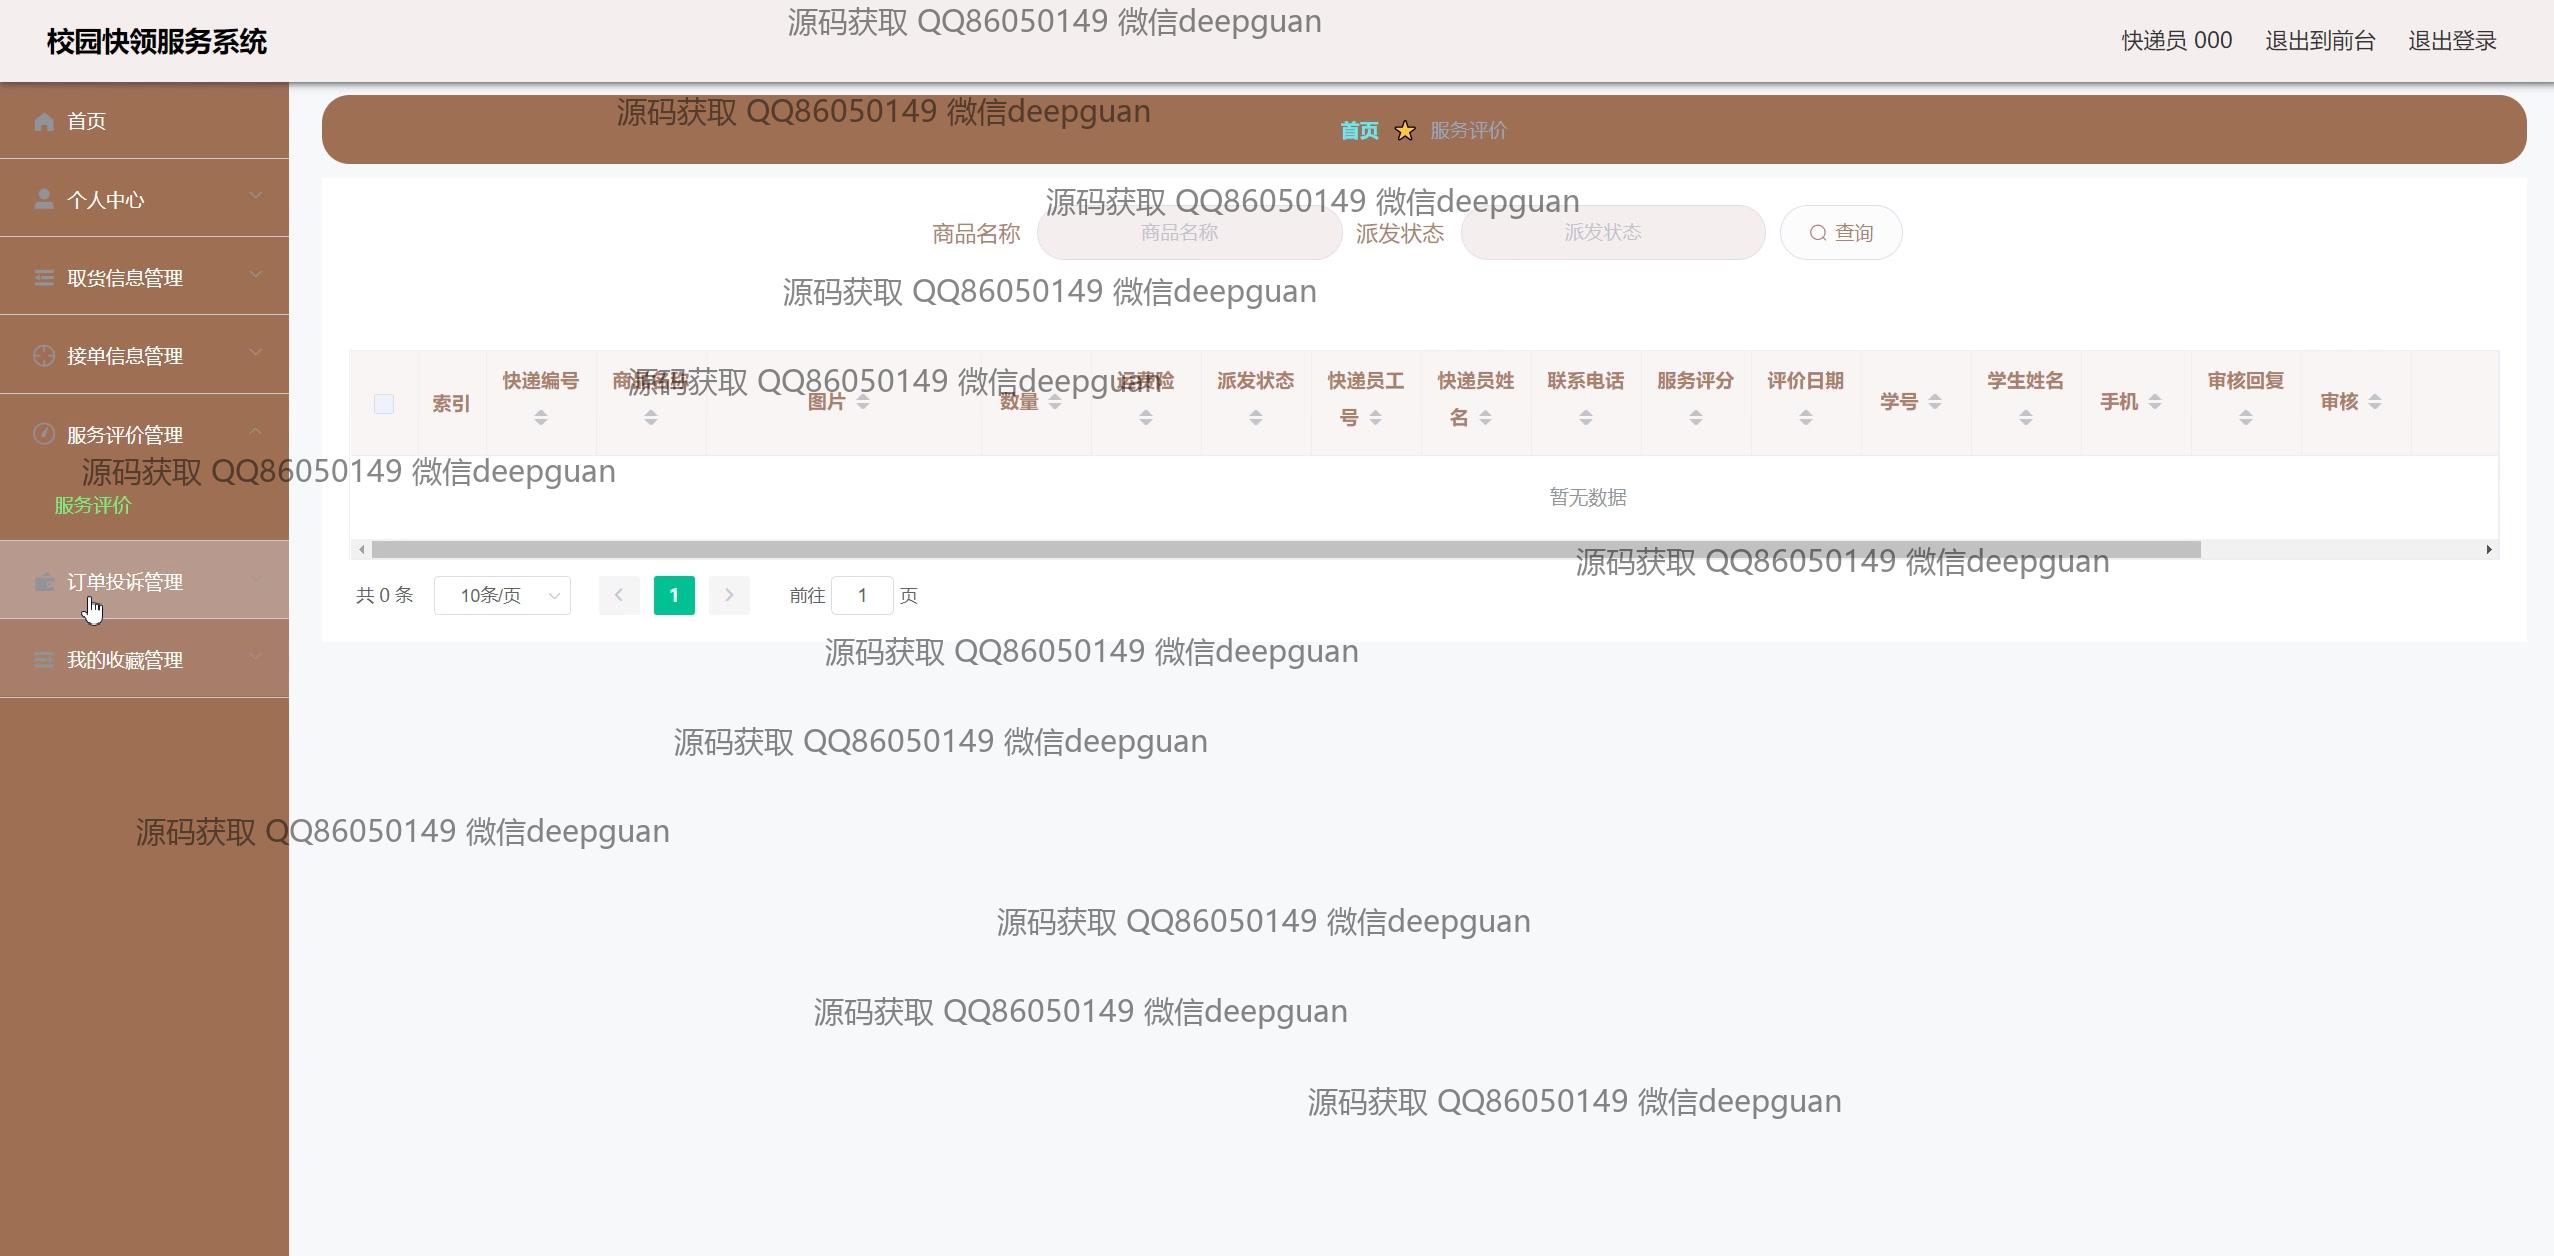 校园快领服务系统
源码获取 QQ86050149 微信deepguan
快递员 000
退出到前台
退出登录
首页
源码获取 QQ86050149 微信deepguan
首页
服务评价
个人中心
源码获取 QQ86050149 微信deepguan
商品名称
商品名称
派发状态
派发状态
查询
取货信息管理
源码获取 QQ86050149 微信deepguan
接单信息管理
索引
快递编号
商品名称
图片
数量
运费险
派发状态
快递员工号
快递员姓名
联系电话
服务评分
评价日期
学号
学生姓名
手机
审核回复
审核
源码获取 QQ86050149 微信deepguan
服务评价管理
源码获取 QQ86050149 微信deepguan
服务评价
暂无数据
源码获取 QQ86050149 微信deepguan
订单投诉管理
共 0 条
10条/页
1
前往
1
页
我的收藏管理
源码获取 QQ86050149 微信deepguan
源码获取 QQ86050149 微信deepguan
源码获取 QQ86050149 微信deepguan
源码获取 QQ86050149 微信deepguan
源码获取 QQ86050149 微信deepguan
源码获取 QQ86050149 微信deepguan